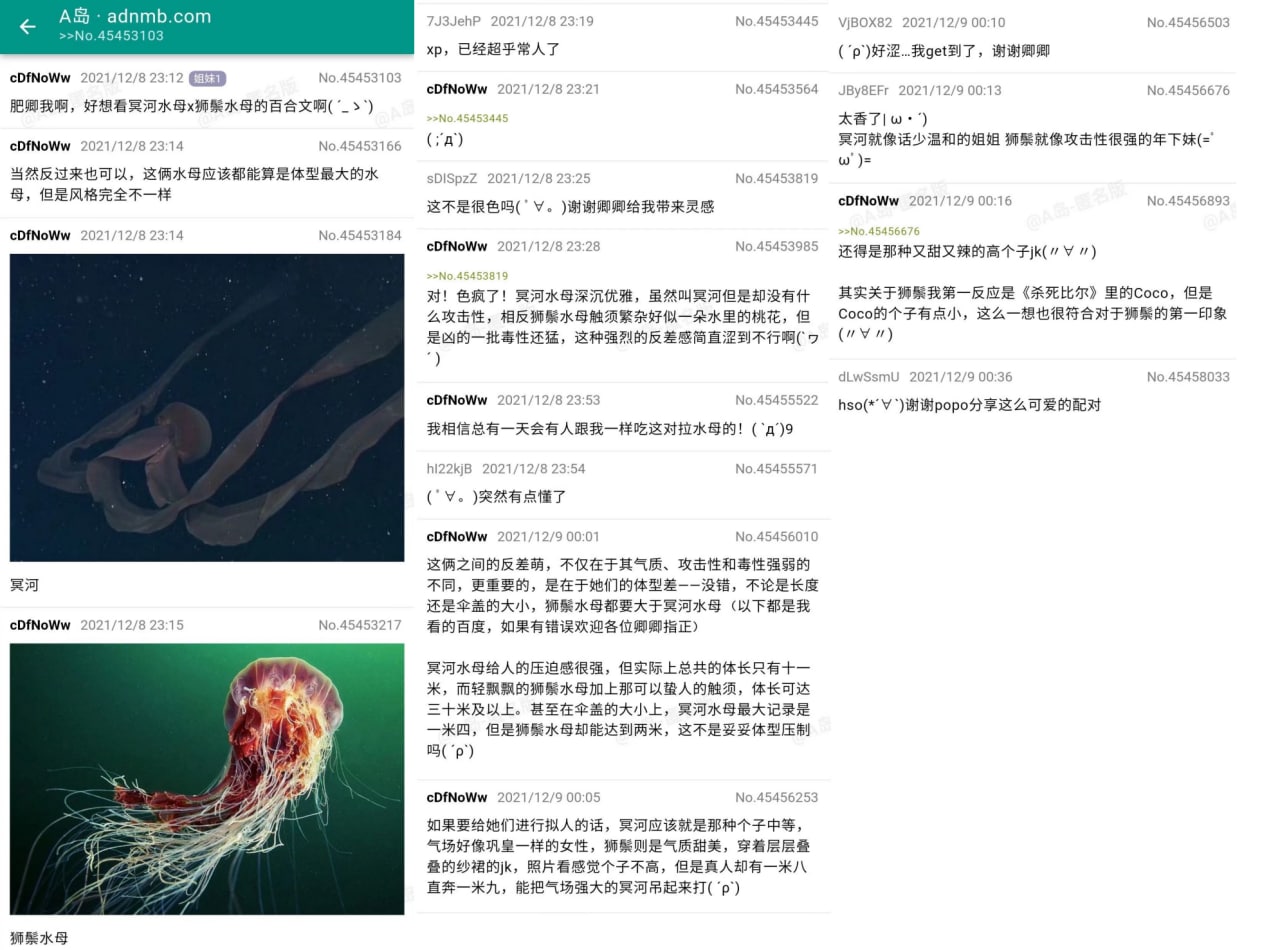 A岛 · adnmb.com
>>No.45453103
cDfNoWw 2021/12/8 23:12 姐妹1 No.45453103
肥卿我啊，好想看冥河水母x狮鬃水母的百合文啊( ´_ゝ`)
cDfNoWw 2021/12/8 23:14 No.45453166
当然反过来也可以，这俩水母应该都能算是体型最大的水
母，但是风格完全不一样
cDfNoWw 2021/12/8 23:14 No.45453184
冥河
cDfNoWw 2021/12/8 23:15 No.45453217
狮鬃水母
7J3JehP 2021/12/8 23:19 No.45453445
xp，已经超乎常人了
cDfNoWw 2021/12/8 23:21 No.45453564
>>No.45453445
( ;´д`)
sDISpzZ 2021/12/8 23:25 No.45453819
这不是很色吗( ﾟ∀。)谢谢卿卿给我带来灵感
cDfNoWw 2021/12/8 23:28 No.45453985
>>No.45453819
对！色疯了！冥河水母深沉优雅，虽然叫冥河但是却没有什
么攻击性，相反狮鬃水母触须繁杂好似一朵水里的桃花，但
是凶的一批毒性还猛，这种强烈的反差感简直涩到不行啊(`ヮ
´ )
cDfNoWw 2021/12/8 23:53 No.45455522
我相信总有一天会有人跟我一样吃这对拉水母的！( `д´)9
hI22kjB 2021/12/8 23:54 No.45455571
( ﾟ∀。)突然有点懂了
cDfNoWw 2021/12/9 00:01 No.45456010
这俩之间的反差萌，不仅在于其气质、攻击性和毒性强弱的
不同，更重要的，是在于她们的体型差——没错，不论是长度
还是伞盖的大小，狮鬃水母都要大于冥河水母（以下都是我
看的百度，如果有错误欢迎各位卿卿指正）
冥河水母给人的压迫感很强，但实际上总共的体长只有十一
米，而轻飘飘的狮鬃水母加上那可以蛰人的触须，体长可达
三十米及以上。甚至在伞盖的大小上，冥河水母最大记录是
一米四，但是狮鬃水母却能达到两米，这不是妥妥体型压制
吗( ´ρ`)
cDfNoWw 2021/12/9 00:05 No.45456253
如果要给她们进行拟人的话，冥河应该就是那种个子中等，
气场好像巩皇一样的女性，狮鬃则是气质甜美，穿着层层叠
叠的纱裙的jk，照片看感觉个子不高，但是真人却有一米八
直奔一米九，能把气场强大的冥河吊起来打( ´ρ`)
VjBOX82 2021/12/9 00:10 No.45456503
( ´ρ`)好涩…我get到了，谢谢卿卿
JBy8EFr 2021/12/9 00:13 No.45456676
太香了| ω・´)
冥河就像话少温和的姐姐 狮鬃就像攻击性很强的年下妹(=ﾟ
ωﾟ)=
cDfNoWw 2021/12/9 00:16 No.45456893
>>No.45456676
还得是那种又甜又辣的高个子jk(〃∀〃)
其实关于狮鬃我第一反应是《杀死比尔》里的Coco，但是
Coco的个子有点小，这么一想也很符合对于狮鬃的第一印象
(〃∀〃)
dLwSsmU 2021/12/9 00:36 No.45458033
hso(*´∀`)谢谢popo分享这么可爱的配对